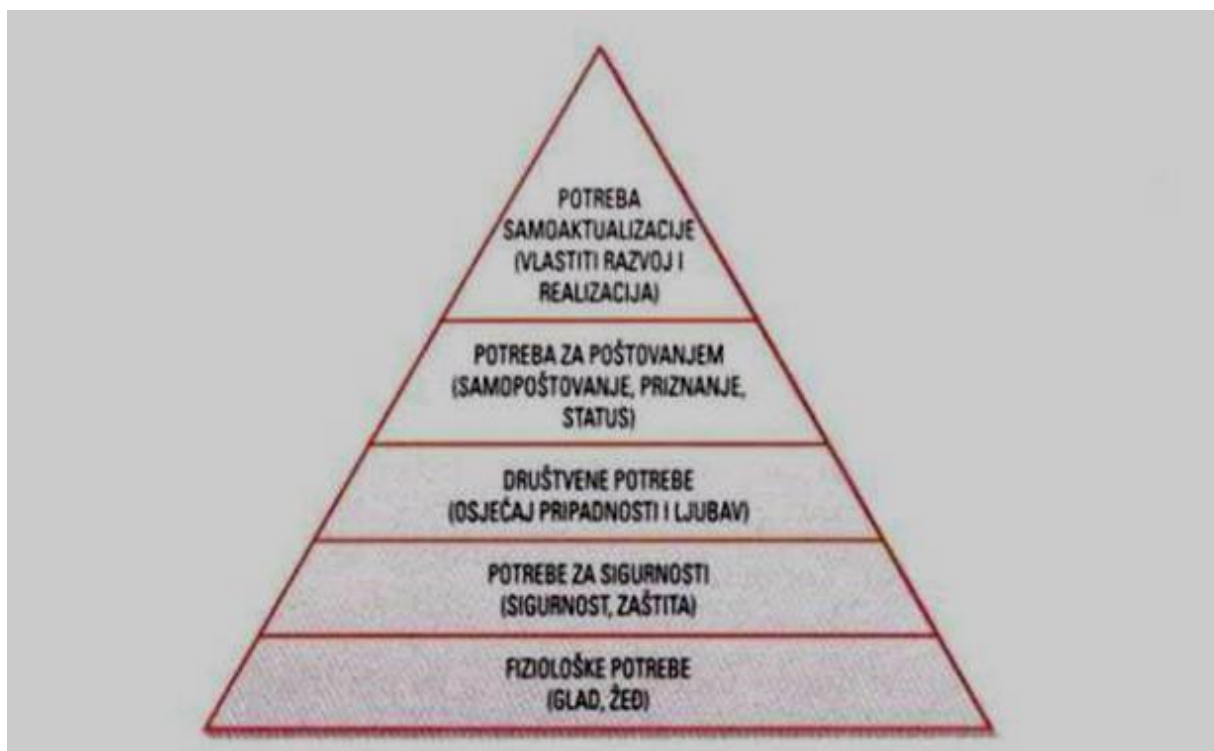 POTREBA
SAMOAKTUALIZACIJE
(VLASTITI RAZVOJ I
REALIZACIJA)
POTREBA ZA POŠTOVANJEM
(SAMOPOŠTOVANJE, PRIZNANJE,
STATUS)
DRUŠTVENE POTREBE
(OSJEĆAJ PRIPADNOSTI I LJUBAV)
POTREBE ZA SIGURNOSTI
(SIGURNOST, ZAŠTITA)
FIZIOLOŠKE POTREBE
(GLAD, ŽEĐ)